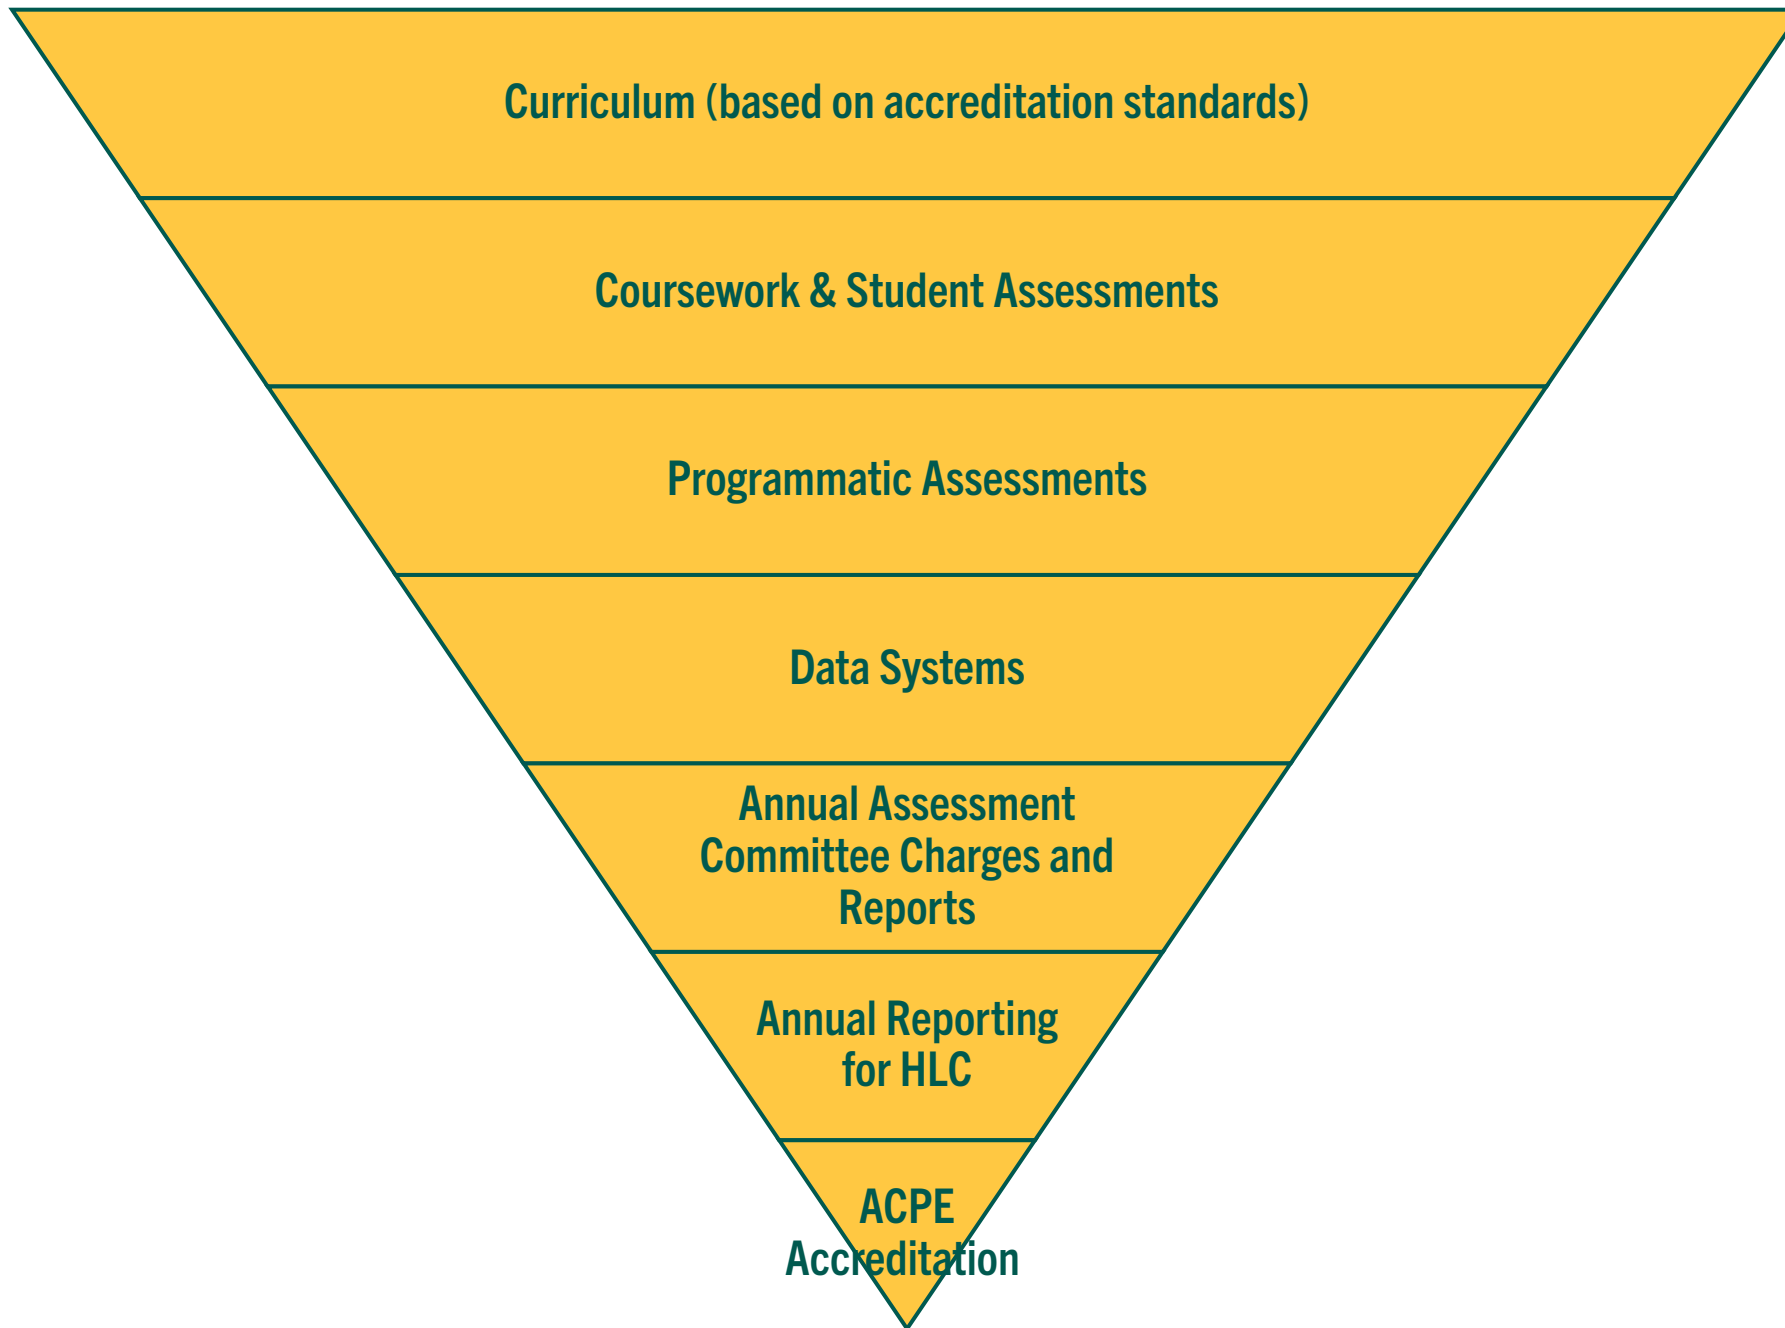 Curriculum (based on accreditation standards)
Coursework & Student Assessments
Programmatic Assessments
Data Systems
Annual Assessment
Committee Charges and
Reports
Annual Reporting
for HLC
ACPE
Accreditation